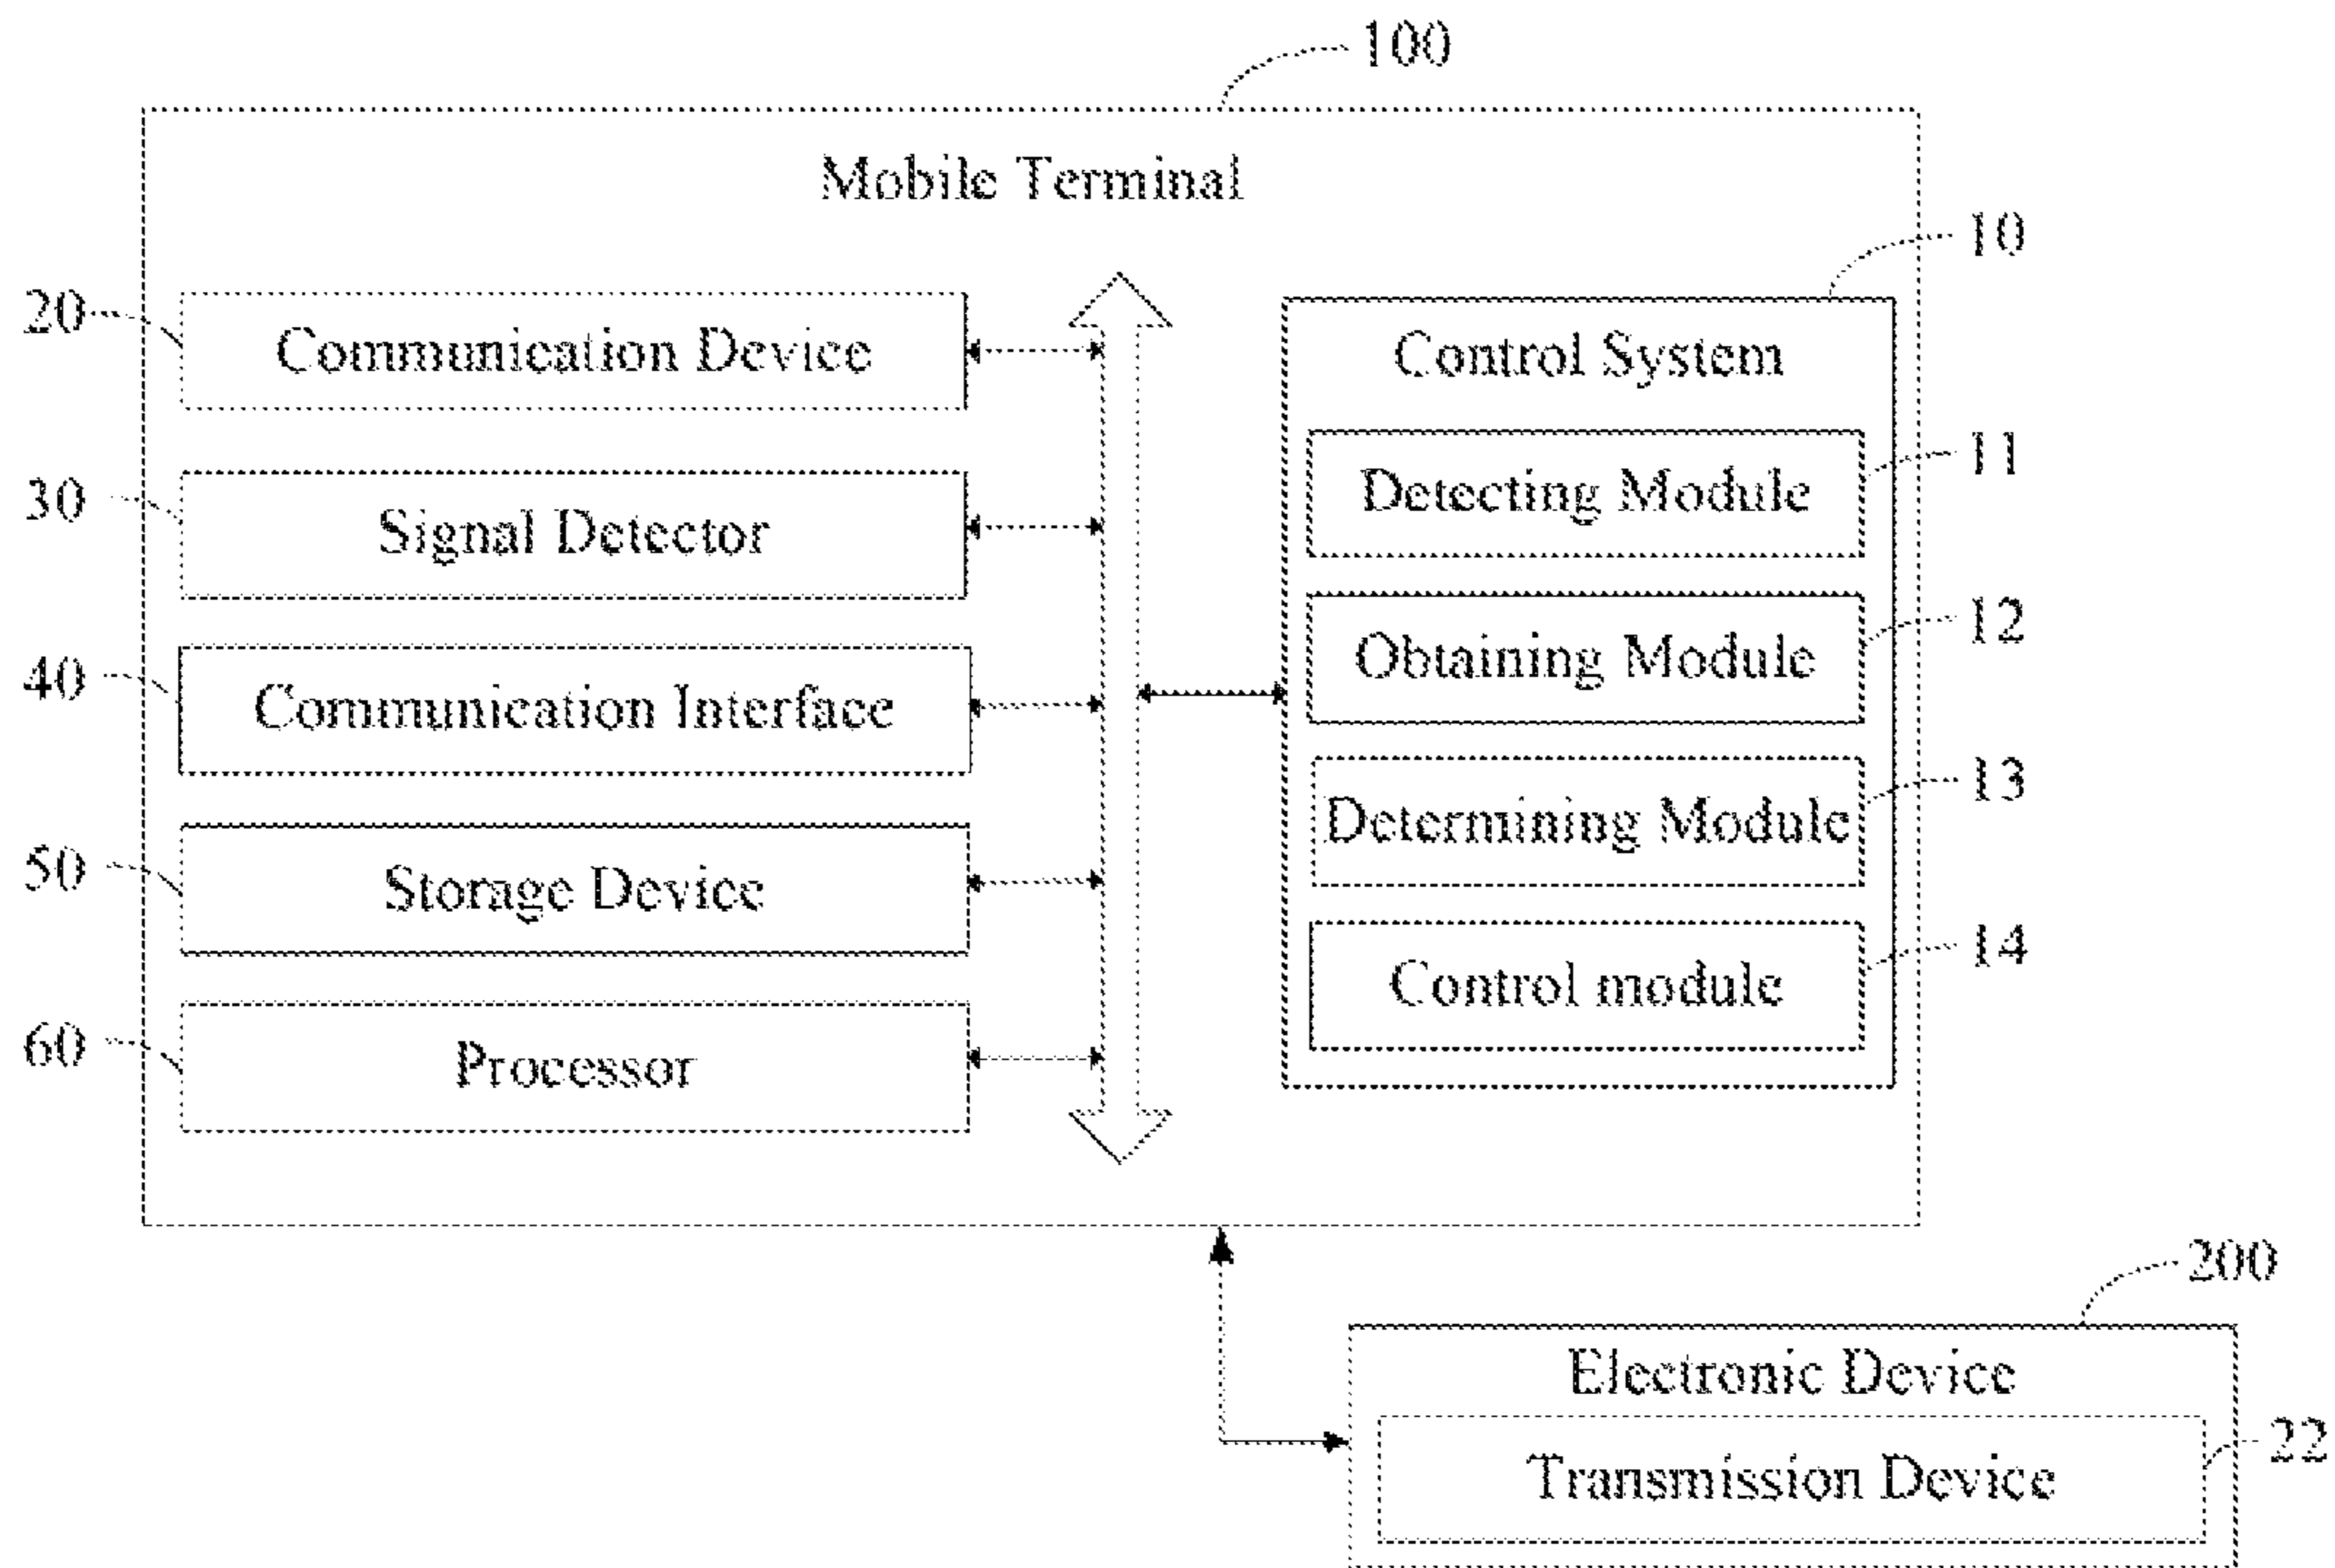 100
Mobile Terminal
10
20
Communication Device
Control System
30
Signal Detector
11
Detecting Module
40
Communication Interface
12
Obtaining Module
13
Determining Module
50
Storage Device
14
Control module
60
Processor
200
Electronic Device
22
Transmission Device